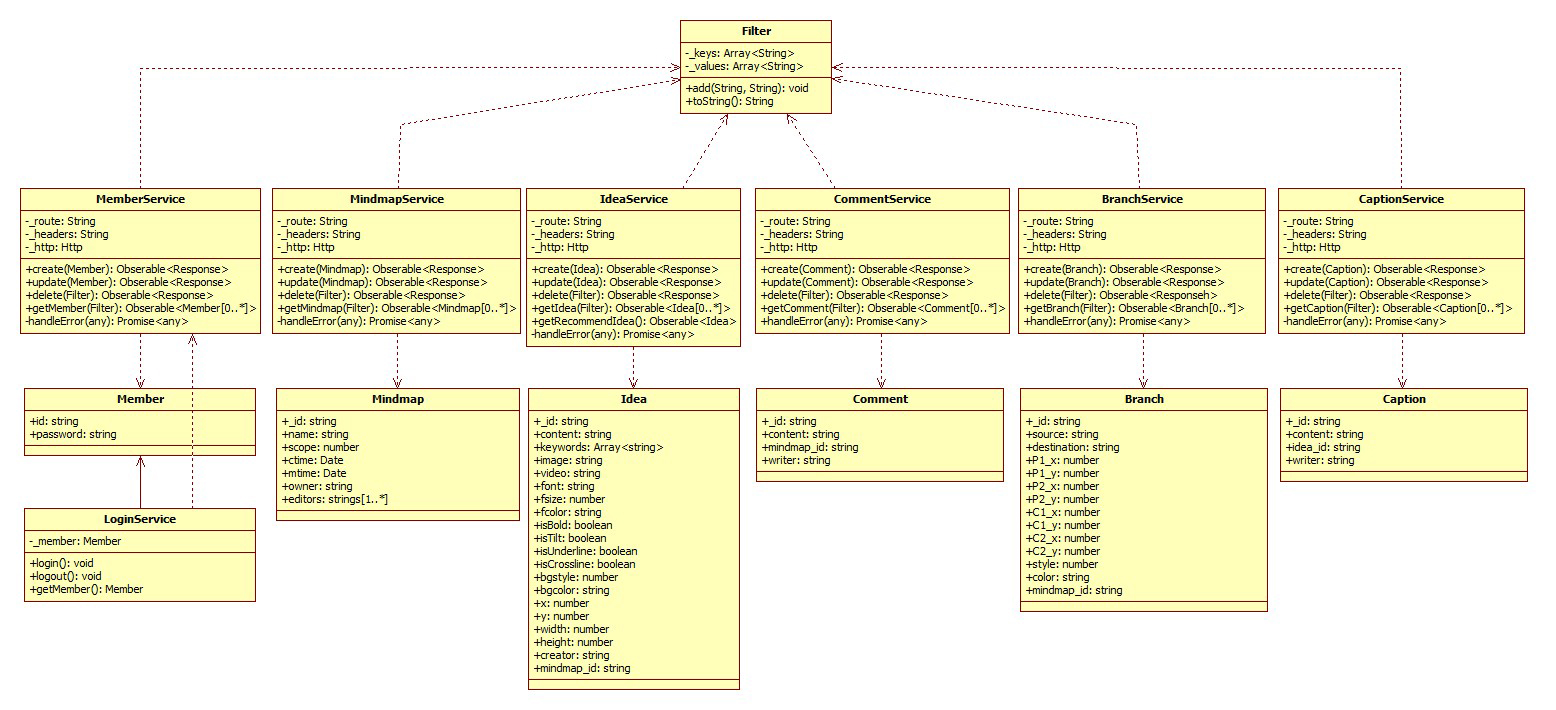 Filter
-_keys: Array<String>
-_values: Array<String>
+add(String, String): void
+toString(): String
MemberService
-_route: String
-_headers: String
-_http: Http
+create(Member): Obserable<Response>
+update(Member): Obserable<Response>
+delete(Filter): Obserable<Response>
+getMember(Filter): Obserable<Member[0..*]>
-handleError(any): Promise<any>
MindmapService
-_route: String
-_headers: String
-_http: Http
+create(Mindmap): Obserable<Response>
+update(Mindmap): Obserable<Response>
+delete(Filter): Obserable<Response>
+getMindmap(Filter): Obserable<Mindmap[0..*]>
-handleError(any): Promise<any>
IdeaService
-_route: String
-_headers: String
-_http: Http
+create(Idea): Obserable<Response>
+update(Idea): Obserable<Response>
+delete(Filter): Obserable<Response>
+getIdea(Filter): Obserable<Idea[0..*]>
+getRecommendIdea(): Obserable<Idea>
-handleError(any): Promise<any>
CommentService
-_route: String
-_headers: String
-_http: Http
+create(Comment): Obserable<Response>
+update(Comment): Obserable<Response>
+delete(Filter): Obserable<Response>
+getComment(Filter): Obserable<Comment[0..*]>
+handleError(any): Promise<any>
BranchService
-_route: String
-_headers: String
-_http: Http
+create(Branch): Obserable<Response>
+update(Branch): Obserable<Response>
+delete(Filter): Obserable<Responseh>
+getBranch(Filter): Obserable<Branch[0..*]>
+handleError(any): Promise<any>
CaptionService
-_route: String
-_headers: String
-_http: Http
+create(Caption): Obserable<Response>
+update(Caption): Obserable<Response>
+delete(Filter): Obserable<Response>
+getCaption(Filter): Obserable<Caption[0..*]>
-handleError(any): Promise<any>
Member
+id: string
+password: string
Mindmap
+_id: string
+name: string
+scope: number
+ctime: Date
+mtime: Date
+owner: string
+editors: strings[1..*]
Idea
+_id: string
+content: string
+keywords: Array<string>
+image: string
+video: string
+font: string
+fsize: number
+fcolor: string
+isBold: boolean
+isTilt: boolean
+isUnderline: boolean
+isCrossline: boolean
+bgstyle: number
+bgcolor: string
+x: number
+y: number
+width: number
+height: number
+creator: string
+mindmap_id: string
Comment
+_id: string
+content: string
+mindmap_id: string
+writer: string
Branch
+_id: string
+source: string
+destination: string
+P1_x: number
+P1_y: number
+P2_x: number
+P2_y: number
+C1_x: number
+C1_y: number
+C2_x: number
+C2_y: number
+style: number
+color: string
+mindmap_id: string
Caption
+_id: string
+content: string
+idea_id: string
+writer: string
LoginService
-_member: Member
+login(): void
+logout(): void
+getMember(): Member